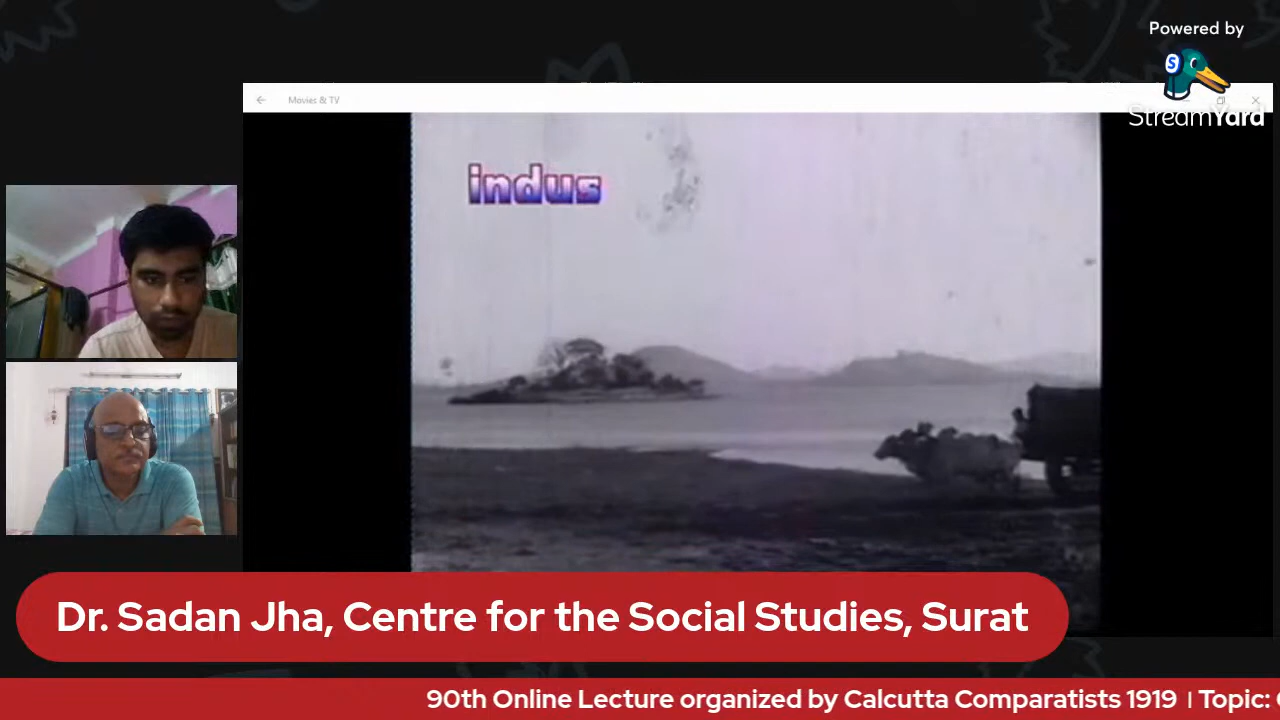 Powered by
StreamYard
Movies & TV
indus
Dr. Sadan Jha, Centre for the Social Studies, Surat
90th Online Lecture organized by Calcutta Comparatists 1919 | Topic: